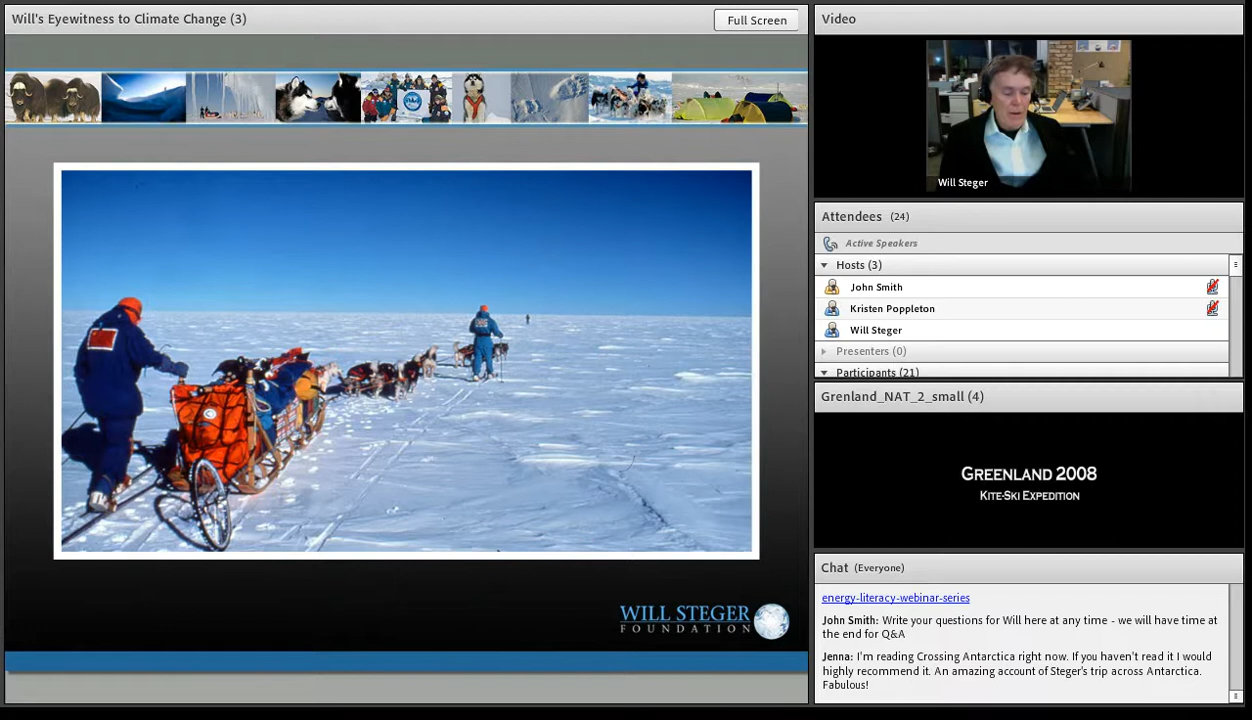 Will's Eyewitness to Climate Change (3)
Full Screen
WILL STEGER
FOUNDATION
Video
Will Steger
Attendees (24)
Active Speakers
Hosts (3)
John Smith
Kristen Poppleton
Will Steger
Presenters (0)
Participants (21)
Grenland_NAT_2_small (4)
GREENLAND 2008
KITE-SKI EXPEDITION
Chat (Everyone)
energy-literacy-webinar-series
John Smith: Write your questions for Will here at any time - we will have time at
the end for Q&A
Jenna: I'm reading Crossing Antarctica right now. If you haven't read it I would
highly recommend it. An amazing account of Steger's trip across Antarctica.
Fabulous!